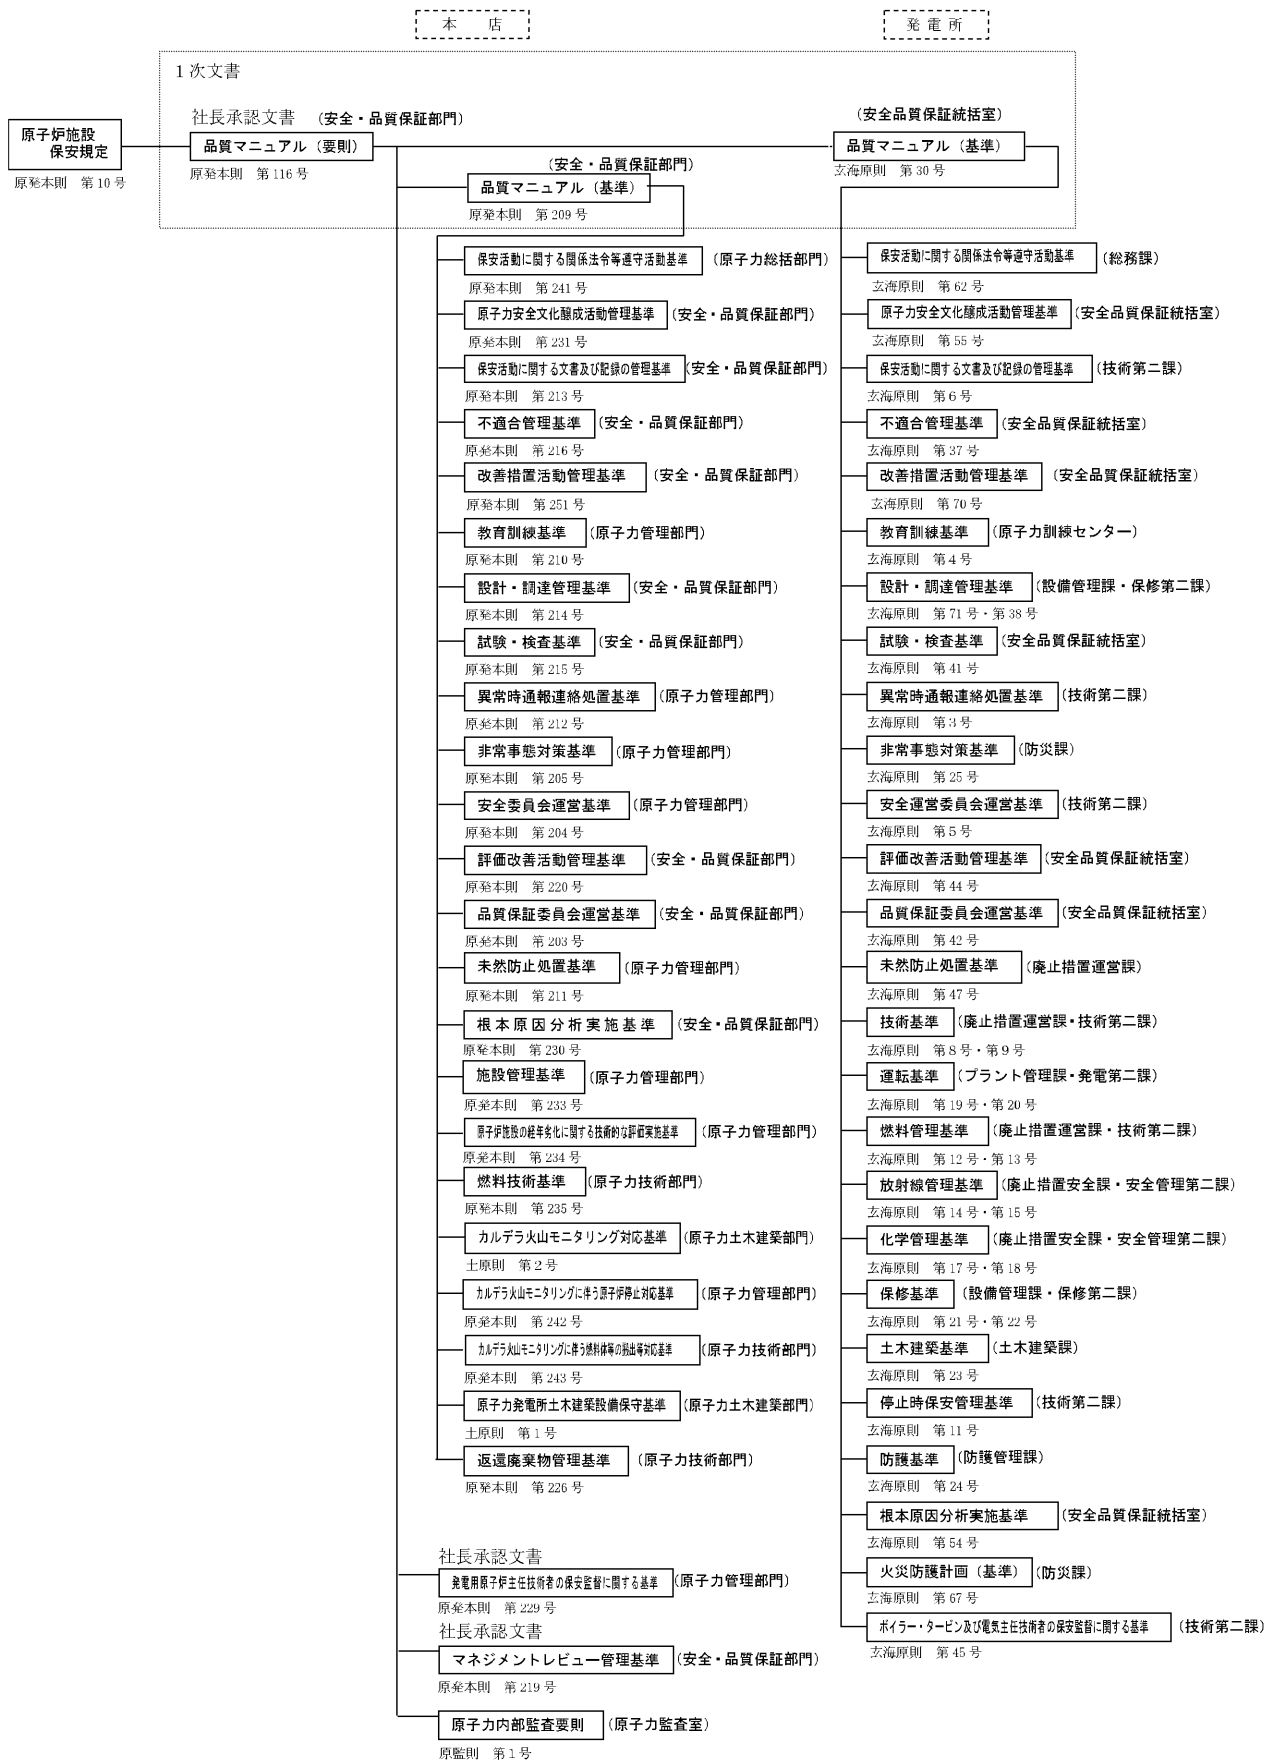 本　店
発電所
１次文書
原子炉施設
保安規定
原発本則　第10号
社長承認文書　（安全・品質保証部門）
品質マニュアル（要則）
原発本則　第116号
（安全・品質保証部門）
品質マニュアル（基準）
原発本則　第209号
（安全品質保証統括室）
品質マニュアル（基準）
玄海原則　第30号
保安活動に関する関係法令等遵守活動基準　（原子力総括部門）
原発本則　第241号
原子力安全文化醸成活動管理基準　（安全・品質保証部門）
原発本則　第231号
保安活動に関する文書及び記録の管理基準　（安全・品質保証部門）
原発本則　第213号
不適合管理基準　（安全・品質保証部門）
原発本則　第216号
改善措置活動管理基準　（安全・品質保証部門）
原発本則　第251号
教育訓練基準　（原子力管理部門）
原発本則　第210号
設計・調達管理基準　（安全・品質保証部門）
原発本則　第214号
試験・検査基準　（安全・品質保証部門）
原発本則　第215号
異常時通報連絡処置基準　（原子力管理部門）
原発本則　第212号
非常事態対策基準　（原子力管理部門）
原発本則　第205号
安全委員会運営基準　（原子力管理部門）
原発本則　第204号
評価改善活動管理基準　（安全・品質保証部門）
原発本則　第220号
品質保証委員会運営基準　（安全・品質保証部門）
原発本則　第203号
未然防止処置基準　（原子力管理部門）
原発本則　第211号
根本原因分析実施基準　（安全・品質保証部門）
原発本則　第230号
施設管理基準　（原子力管理部門）
原発本則　第233号
原子炉施設の経年劣化に関する技術的な評価実施基準　（原子力管理部門）
原発本則　第234号
燃料技術基準　（原子力技術部門）
原発本則　第235号
カルデラ火山モニタリング対応基準　（原子力土木建築部門）
土原則　第２号
カルデラ火山モニタリングに伴う原子炉停止対応基準　（原子力管理部門）
原発本則　第242号
カルデラ火山モニタリングに伴う燃料体等の搬出等対応基準　（原子力技術部門）
原発本則　第243号
原子力発電所土木建築設備保守基準　（原子力土木建築部門）
土原則　第１号
返還廃棄物管理基準　（原子力技術部門）
原発本則　第226号
社長承認文書
発電用原子炉主任技術者の保安監督に関する基準　（原子力管理部門）
原発本則　第229号
社長承認文書
マネジメントレビュー管理基準　（安全・品質保証部門）
原発本則　第219号
原子力内部監査要則　（原子力監査室）
原監則　第１号
保安活動に関する関係法令等遵守活動基準　（総務課）
玄海原則　第62号
原子力安全文化醸成活動管理基準　（安全品質保証統括室）
玄海原則　第55号
保安活動に関する文書及び記録の管理基準　（技術第二課）
玄海原則　第６号
不適合管理基準　（安全品質保証統括室）
玄海原則　第37号
改善措置活動管理基準　（安全品質保証統括室）
玄海原則　第70号
教育訓練基準　（原子力訓練センター）
玄海原則　第４号
設計・調達管理基準　（設備管理課・保修第二課）
玄海原則　第71号・第38号
試験・検査基準　（安全品質保証統括室）
玄海原則　第41号
異常時通報連絡処置基準　（技術第二課）
玄海原則　第３号
非常事態対策基準　（防災課）
玄海原則　第25号
安全運営委員会運営基準　（技術第二課）
玄海原則　第５号
評価改善活動管理基準　（安全品質保証統括室）
玄海原則　第44号
品質保証委員会運営基準　（安全品質保証統括室）
玄海原則　第42号
未然防止処置基準　（廃止措置運営課）
玄海原則　第47号
技術基準　（廃止措置運営課・技術第二課）
玄海原則　第８号・第９号
運転基準　（プラント管理課・発電第二課）
玄海原則　第19号・第20号
燃料管理基準　（廃止措置運営課・技術第二課）
玄海原則　第12号・第13号
放射線管理基準　（廃止措置安全課・安全管理第二課）
玄海原則　第14号・第15号
化学管理基準　（廃止措置安全課・安全管理第二課）
玄海原則　第17号・第18号
保修基準　（設備管理課・保修第二課）
玄海原則　第21号・第22号
土木建築基準　（土木建築課）
玄海原則　第23号
停止時保安管理基準　（技術第二課）
玄海原則　第11号
防護基準　（防護管理課）
玄海原則　第24号
根本原因分析実施基準　（安全品質保証統括室）
玄海原則　第54号
火災防護計画（基準）　（防災課）
玄海原則　第67号
ボイラー・タービン及び電気主任技術者の保安監督に関する基準　（技術第二課）
玄海原則　第45号